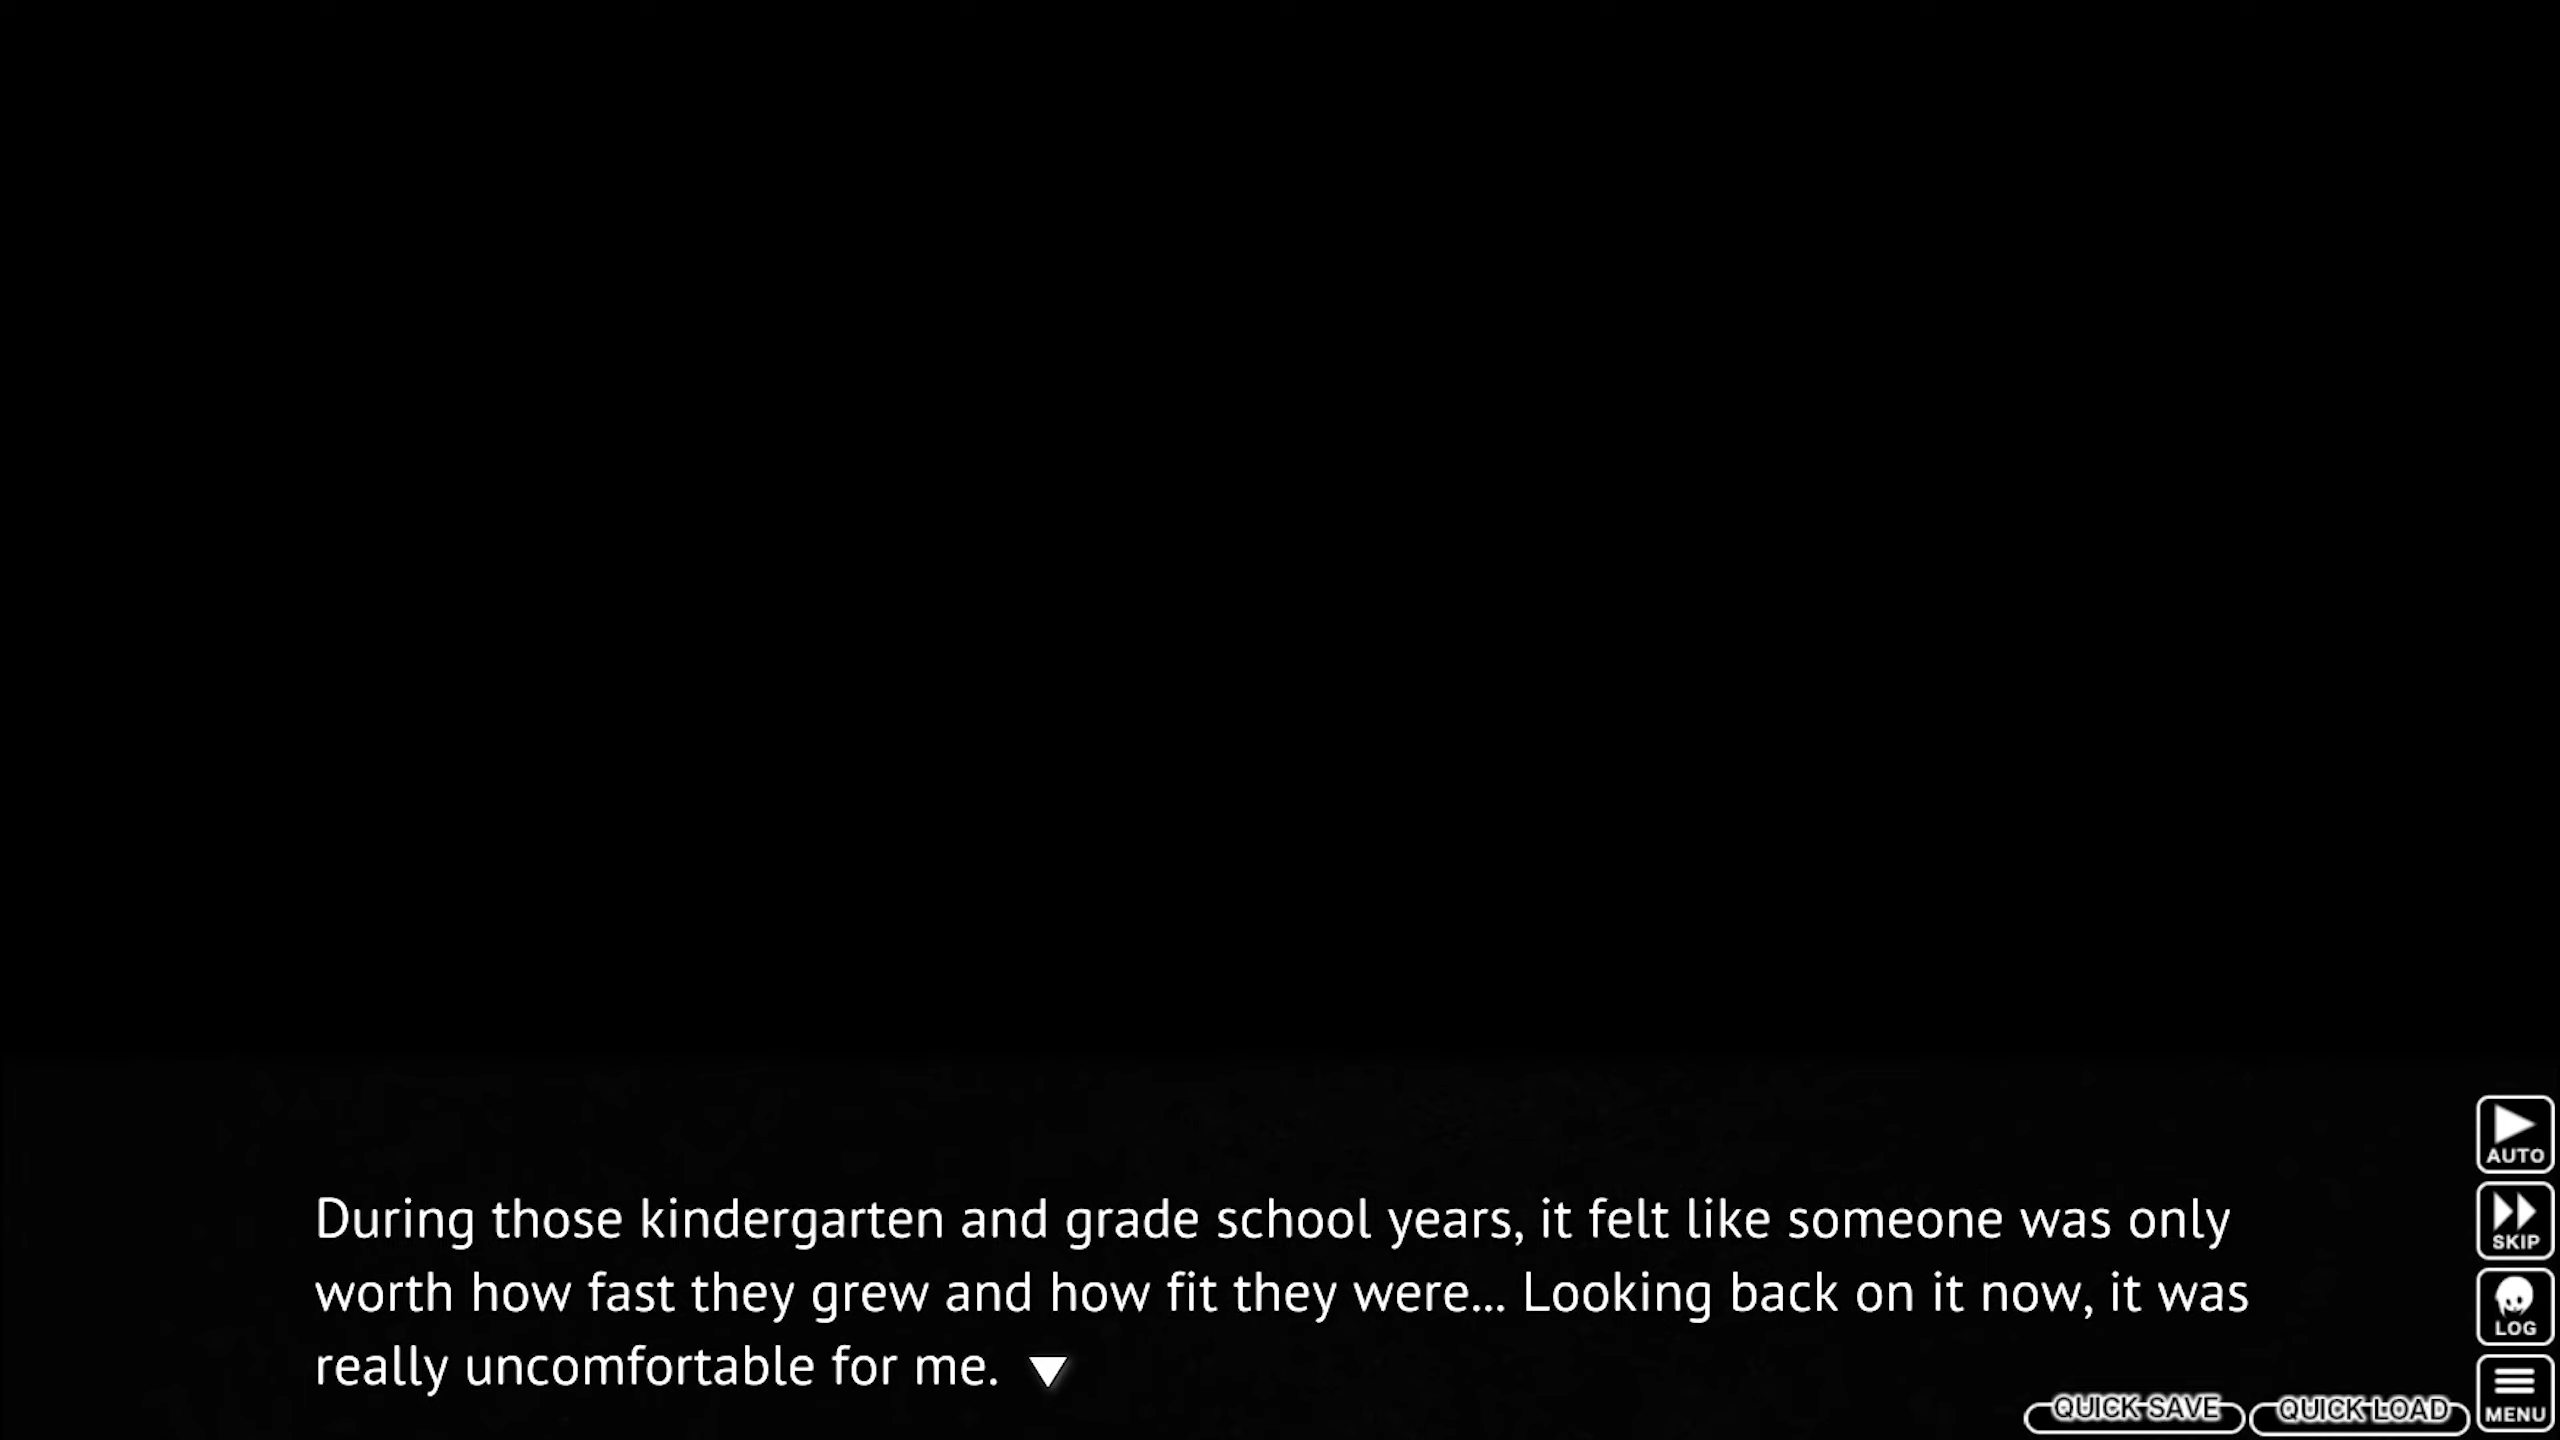 During those kindergarten and grade school years, it felt like someone was only
worth how fast they grew and how fit they were... Looking back on it now, it was
really uncomfortable for me.
AUTO
SKIP
LOG
MENU
QUICK SAVE
QUICK LOAD